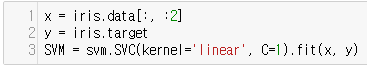 1 x = iris.data[:, :2]
2 y = iris.target
3 SVM = svm.SVC(kernel='linear', C=1).fit(x, y)